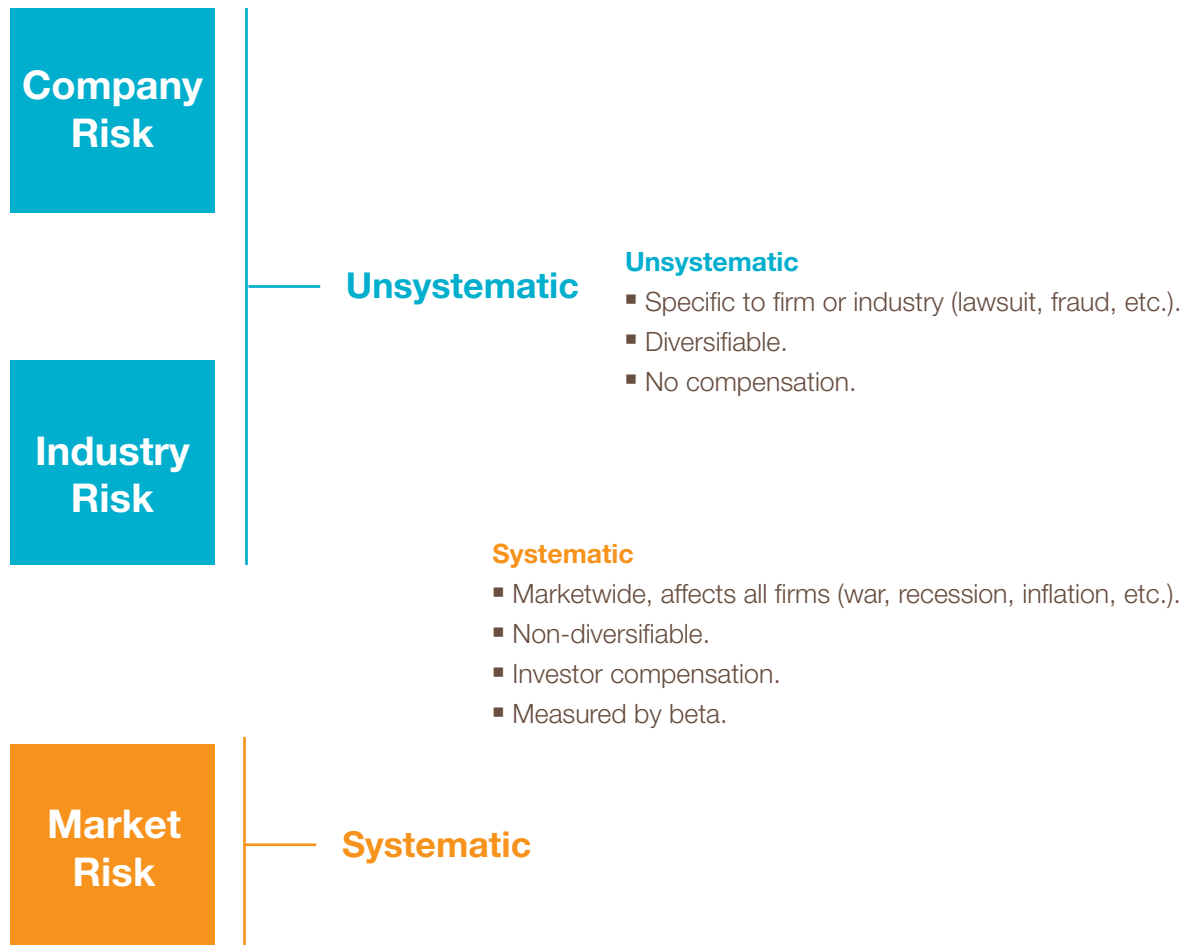 Company
Risk
Unsystematic
Unsystematic
▪ Specific to firm or industry (lawsuit, fraud, etc.).
▪ Diversifiable.
▪ No compensation.
Industry
Risk
Systematic
▪ Marketwide, affects all firms (war, recession, inflation, etc.).
▪ Non-diversifiable.
▪ Investor compensation.
▪ Measured by beta.
Market
Risk
Systematic